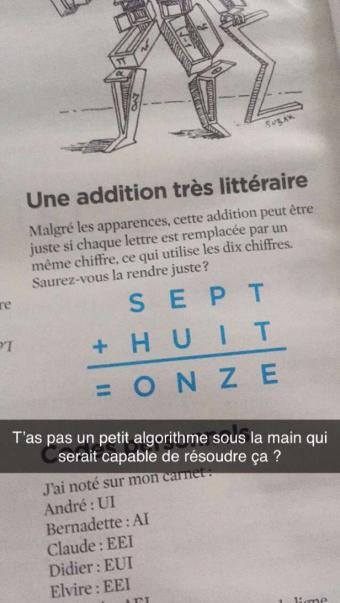 SUBAK
Une addition très littéraire
Malgré les apparences, cette addition peut être
juste si chaque lettre est remplacée par un
même chiffre, ce qui utilise les dix chiffres.
Saurez-vous la rendre juste ?
re
S E P T
+ H U I T
= O N Z E
T'as pas un petit algorithme sous la main qui
serait capable de résoudre ça ?
J'ai noté sur mon carnet :
André : UI
Bernadette : AI
Claude : EEI
Didier : EUI
Elvire : EEI